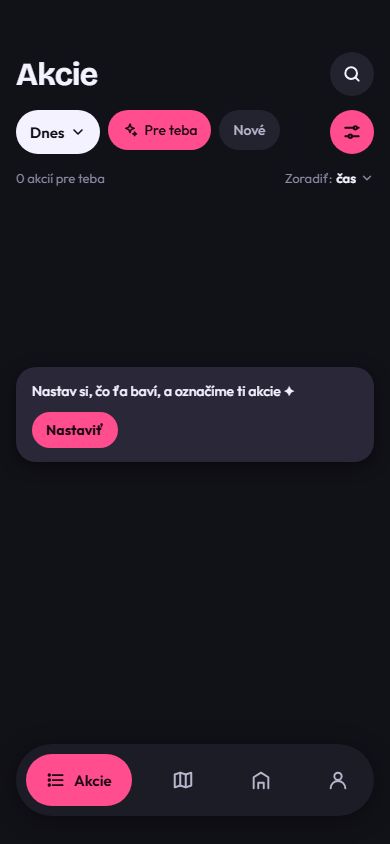 Akcie
Dnes
Pre teba
Nové
0 akcií pre teba
Zoradiť: čas
Nastav si, čo ťa baví, a označíme ti akcie ✦
Nastaviť
Akcie